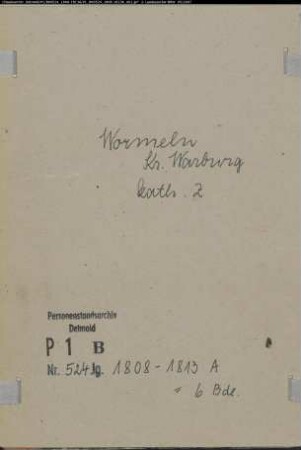 Wormeln
Kr. Warburg
kath. 2
Personenstandsarchiv
Detmold
P 1 B
Nr. 524 Jg. 1808-1813 A
6 Bde.